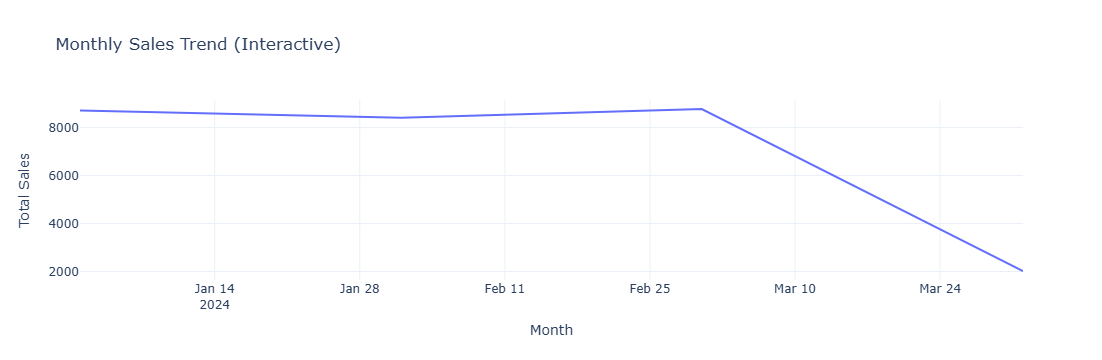 Monthly Sales Trend (Interactive)
Total Sales
8000
6000
4000
2000
Jan 14
2024
Jan 28
Feb 11
Feb 25
Mar 10
Mar 24
Month